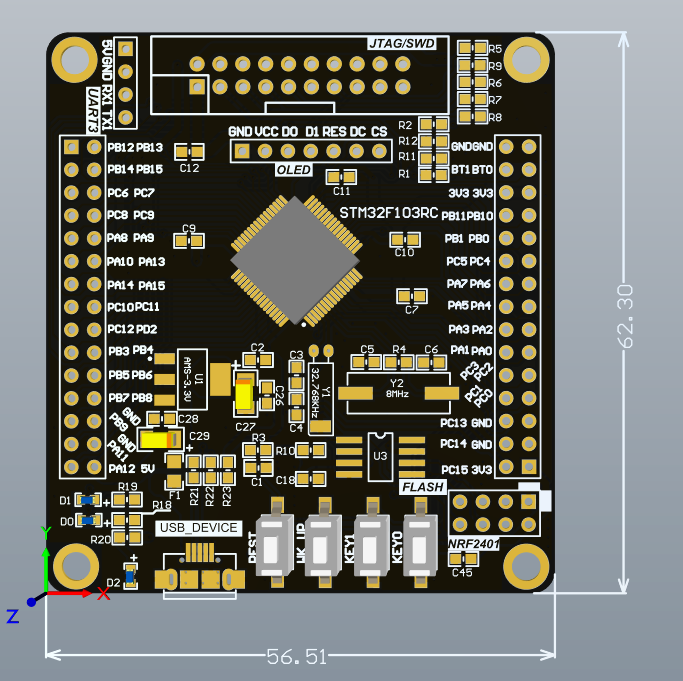 JTAG/SWD
5V GND RX1 TX1
UART3
R5
R9
R6
R7
R8
R2
R12
R11
R1
GND VCC DO D1 RES DC CS
OLED
C12
C11
STM32F103RC
C9
C10
C7
PB12 PB13
PB14 PB15
PC6 PC7
PC8 PC9
PA8 PA9
PA10 PA13
PA14 PA15
PC10 PC11
PC12 PD2
PB3 PB4
PB5 PB6
PB7 PB8
GND
PB9
GND
PA11
PA12 5V
GND GND
BT1 BT0
3V3 3V3
PB11 PB10
PB1 PB0
PC5 PC4
PA7 PA6
PA5 PA4
PA3 PA2
PA1 PA0
PC3 PC2
PC1 PC0
PC13 GND
PC14 GND
PC15 3V3
U1
AMS-3.3V
C2
C26
C27
C28
C29
C3
C4
Y1
32.768KHz
C5
R4
C6
Y2
8MHz
R3
C1
R10
C18
U3
FLASH
F1
R21
R22
R23
D1
R19
R18
D0
R20
D2
USB_DEVICE
REST
WK_UP
KEY1
KEY0
NRF2401
C45
62.30
56.51
Y
X
Z